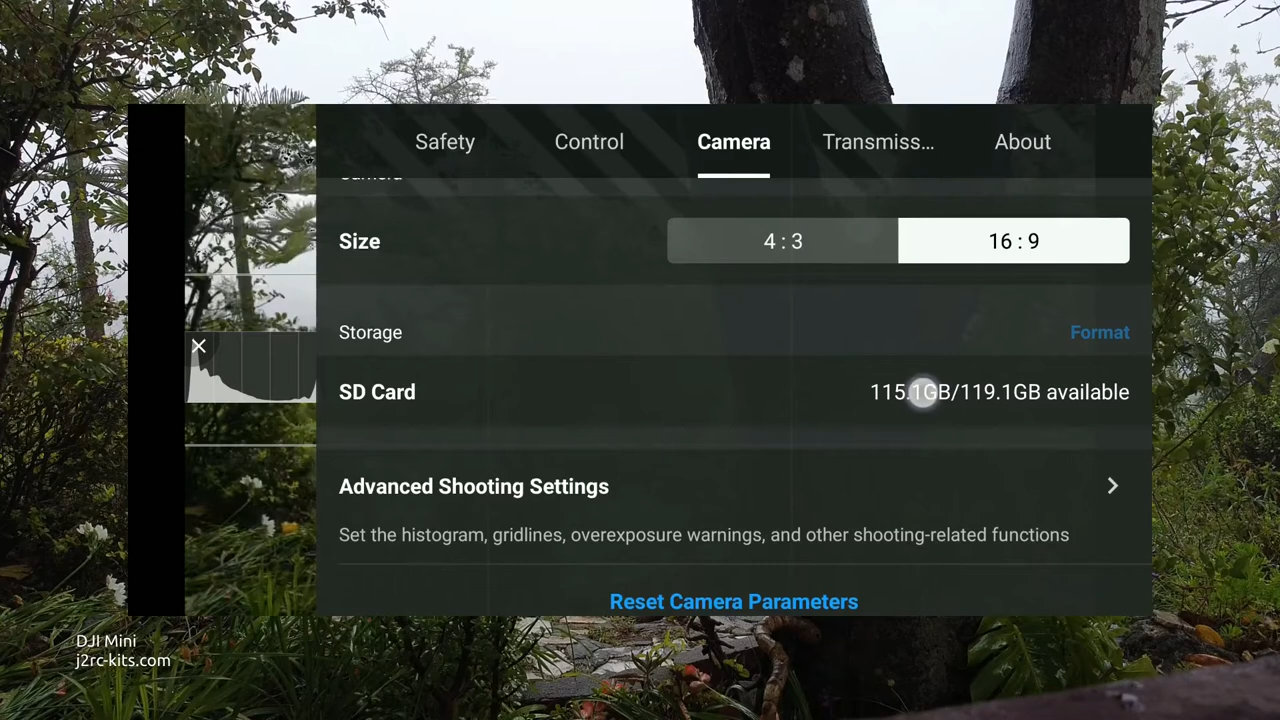 Safety Control Camera Transmiss... About
Camera
Size 4 : 3 16 : 9
Storage Format
SD Card 115.1GB/119.1GB available
Advanced Shooting Settings
Set the histogram, gridlines, overexposure warnings, and other shooting-related functions
Reset Camera Parameters
DJI Mini
j2rc-kits.com